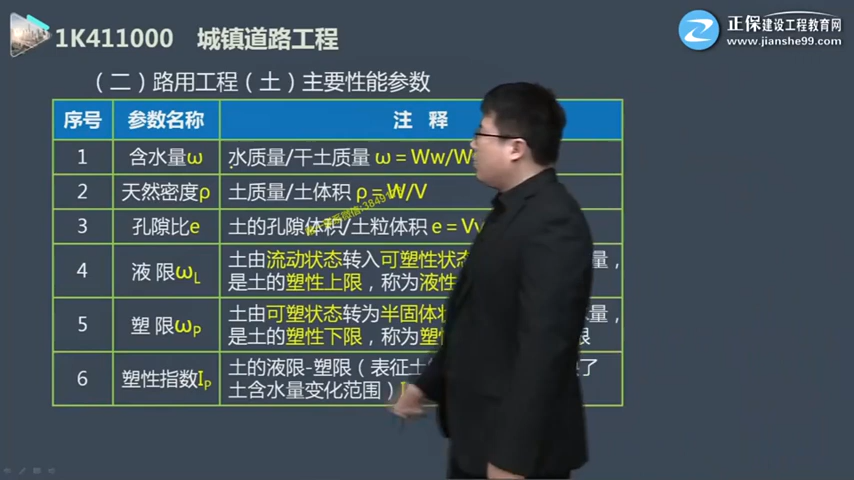 1K411000 城镇道路工程
正保建设工程教育网
www.jianshe99.com
（二）路用工程（土）主要性能参数
序号 参数名称 注 释
1 含水量ω 水质量/干土质量 ω = Ww/W
2 天然密度ρ 土质量/土体积 ρ = W/V
3 孔隙比e 土的孔隙体积/土粒体积 e = V
4 液 限ωL 土由流动状态转入可塑性状 量，
是土的塑性上限，称为液性
5 塑 限ωP 土由可塑状态转为半固体状 水量，
是土的塑性下限，称为塑 限
6 塑性指数IP 土的液限-塑限（表征土 了
土含水量变化范围）